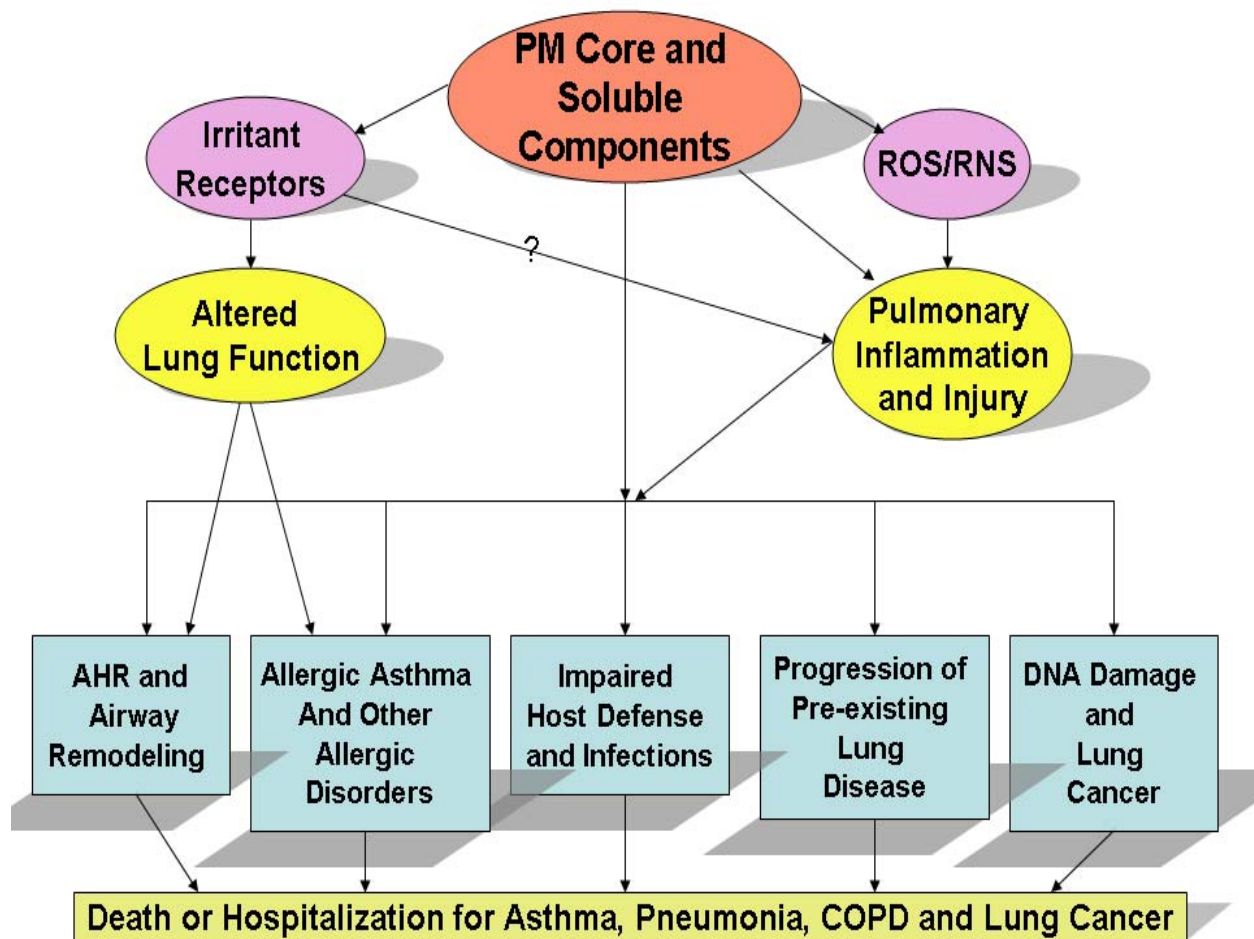 PM Core and
Soluble
Components
Irritant
Receptors
ROS/RNS
?
Altered
Lung Function
Pulmonary
Inflammation
and Injury
AHR and
Airway
Remodeling
Allergic Asthma
And Other
Allergic
Disorders
Impaired
Host Defense
and Infections
Progression of
Pre-existing
Lung
Disease
DNA Damage
and
Lung
Cancer
Death or Hospitalization for Asthma, Pneumonia, COPD and Lung Cancer